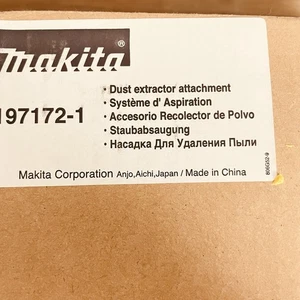 makita®
197172-1
· Dust extractor attachment
· Système d' Aspiration
· Accesorio Recolector de Polvo
· Staubabsaugung
· Насадка Для Удаления Пыли
Makita Corporation Anjo,Aichi,Japan / Made in China